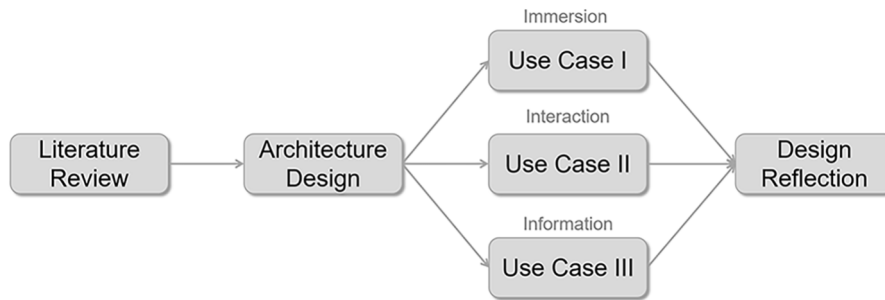 Immersion
Use Case I
Interaction
Literature
Review
Architecture
Design
Use Case II
Design
Reflection
Information
Use Case III